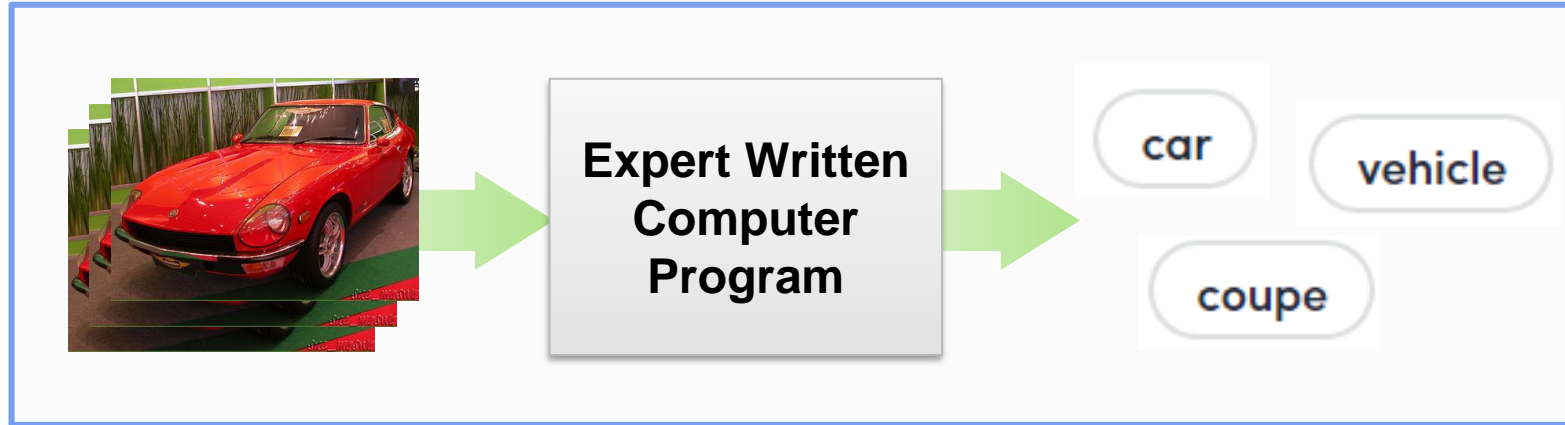 Expert Written
Computer
Program
car
vehicle
coupe